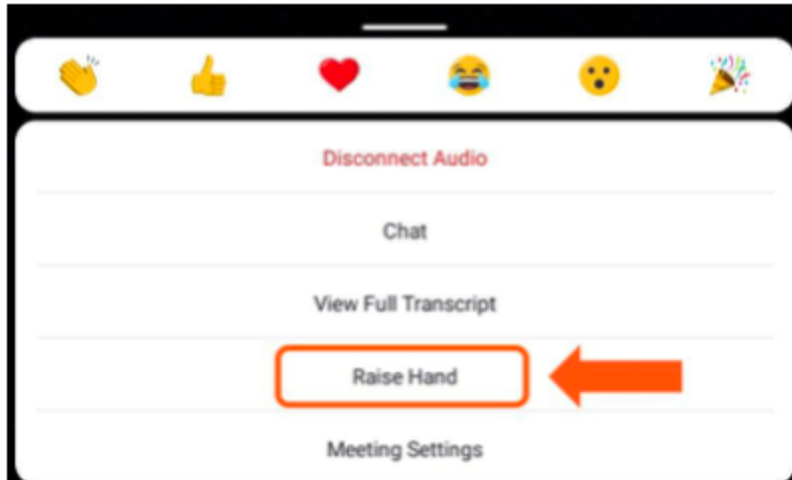 Disconnect Audio
Chat
View Full Transcript
Raise Hand
Meeting Settings